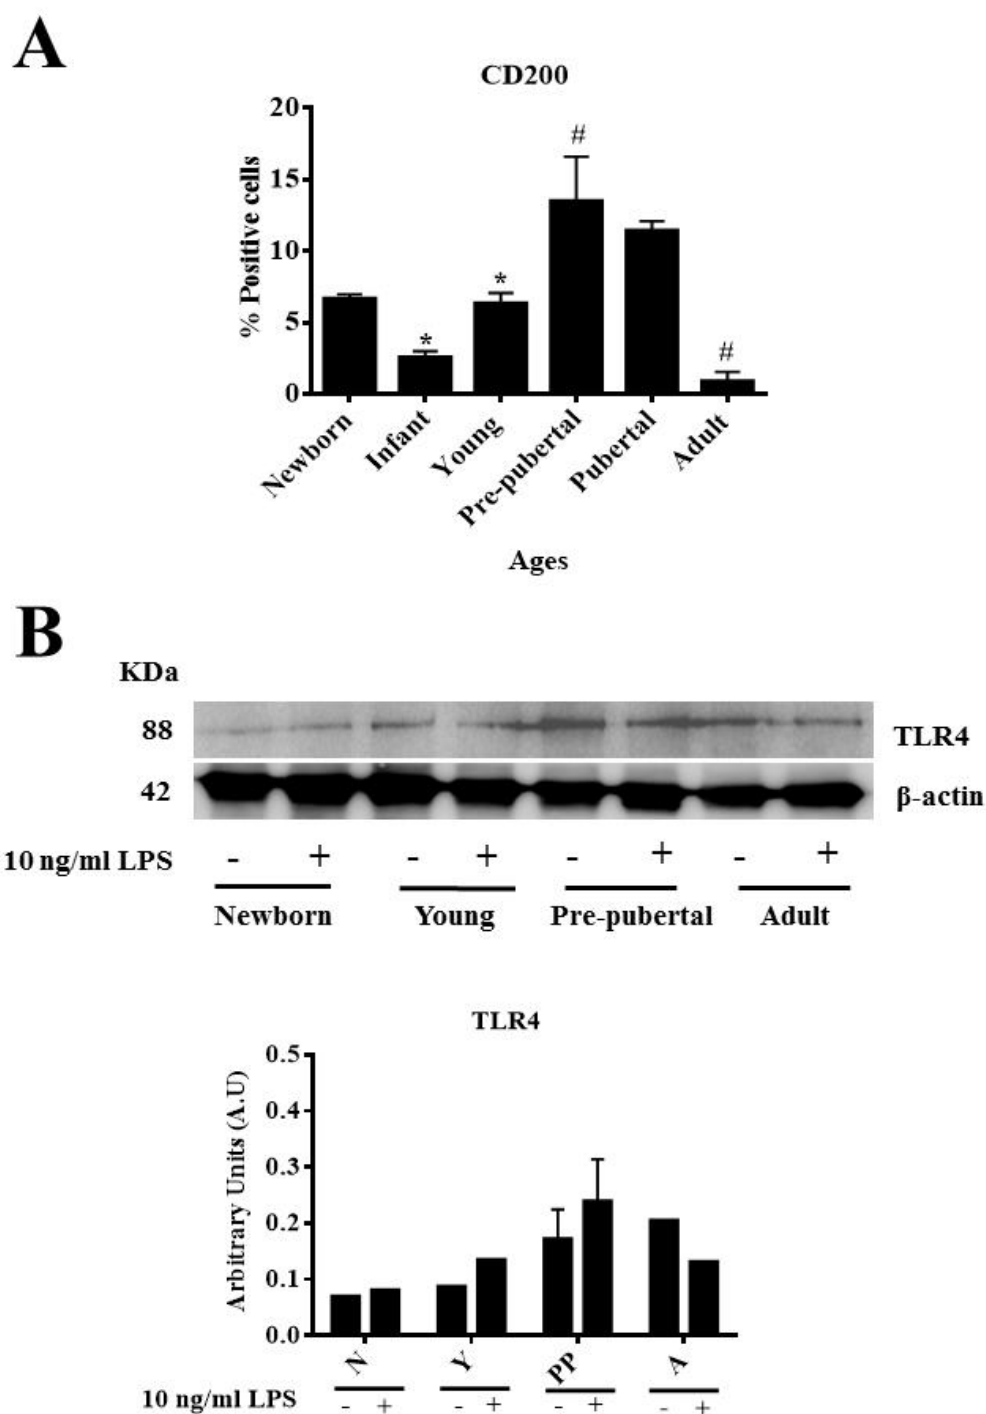 A
CD200
20
15
10
5
0
% Positive cells
* * # #
Newborn Infant Young Pre-pubertal Pubertal Adult
Ages
B
KDa
88 TLR4
42 β-actin
10 ng/ml LPS - + - + - + - +
Newborn Young Pre-pubertal Adult
TLR4
0.5
0.4
0.3
0.2
0.1
0.0
Arbitrary Units (A.U)
N Y PP A
10 ng/ml LPS - + - + - + - +